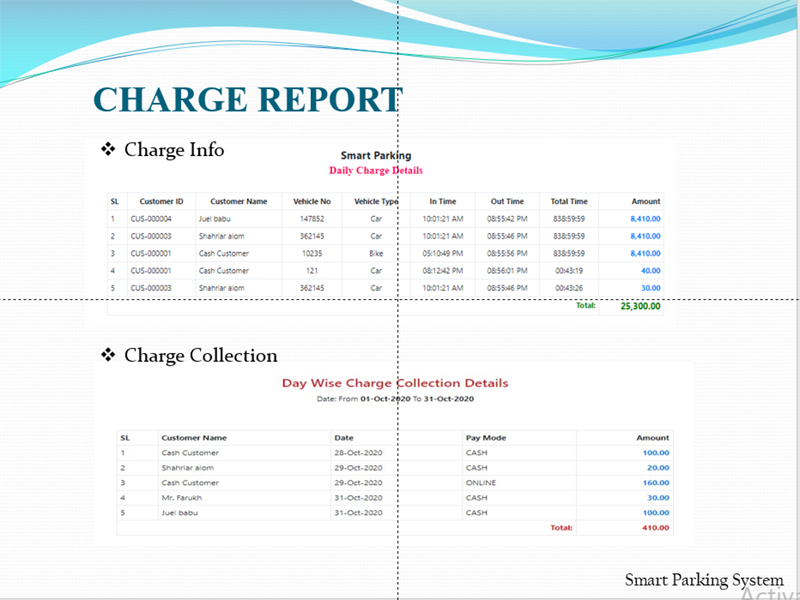 CHARGE REPORT
❖ Charge Info
Smart Parking
Daily Charge Details
SL Customer ID Customer Name Vehicle No Vehicle Type In Time Out Time Total Time Amount
1 CUS-000004 Juel babu 147852 Car 10:01:21 AM 08:55:42 PM 838:59:59 8,410.00
2 CUS-000003 Shahriar alom 362145 Car 10:01:21 AM 08:55:46 PM 838:59:59 8,410.00
3 CUS-000001 Cash Customer 10235 Bike 05:10:49 PM 08:55:56 PM 838:59:59 8,410.00
4 CUS-000001 Cash Customer 121 Car 08:12:42 PM 08:56:01 PM 00:43:19 40.00
5 CUS-000003 Shahriar alom 362145 Car 10:01:21 AM 08:55:46 PM 00:43:26 30.00
Total: 25,300.00
❖ Charge Collection
Day Wise Charge Collection Details
Date: From 01-Oct-2020 To 31-Oct-2020
SL Customer Name Date Pay Mode Amount
1 Cash Customer 28-Oct-2020 CASH 100.00
2 Shahriar alom 29-Oct-2020 CASH 20.00
3 Cash Customer 29-Oct-2020 ONLINE 160.00
4 Mr. Farukh 31-Oct-2020 CASH 30.00
5 Juel babu 31-Oct-2020 CASH 100.00
Total: 410.00
Smart Parking System